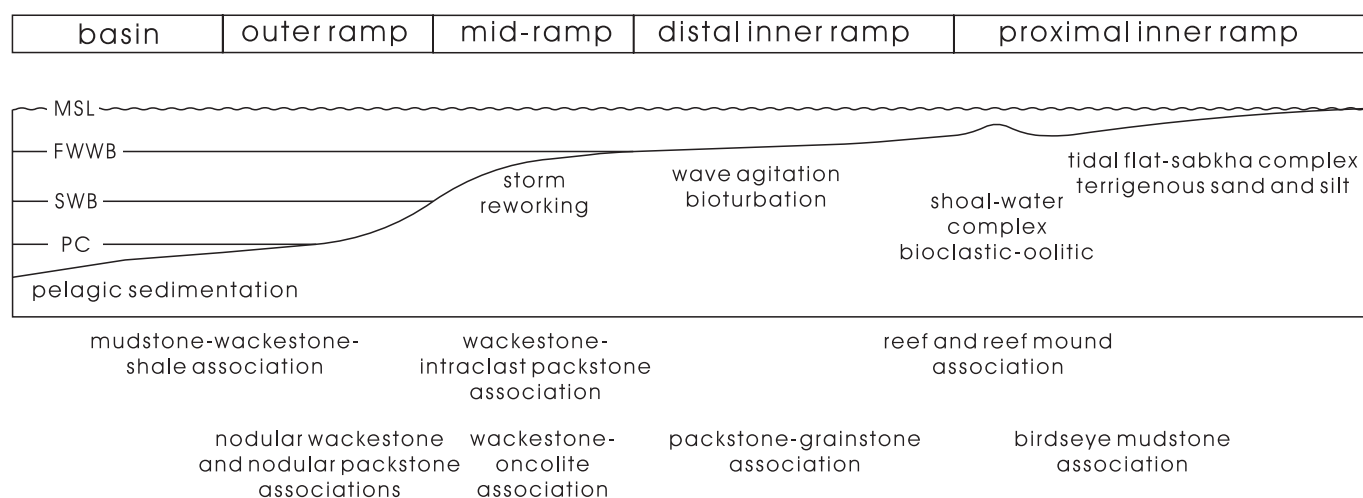 basin
outer ramp
mid-ramp
distal inner ramp
proximal inner ramp
MSL
FWWB
SWB
PC
pelagic sedimentation
storm
reworking
wave agitation
bioturbation
shoal-water
complex
bioclastic-oolitic
tidal flat-sabkha complex
terrigenous sand and silt
mudstone-wackestone-
shale association
wackestone-
intraclast packstone
association
reef and reef mound
association
nodular wackestone
and nodular packstone
associations
wackestone-
oncolite
association
packstone-grainstone
association
birdseye mudstone
association